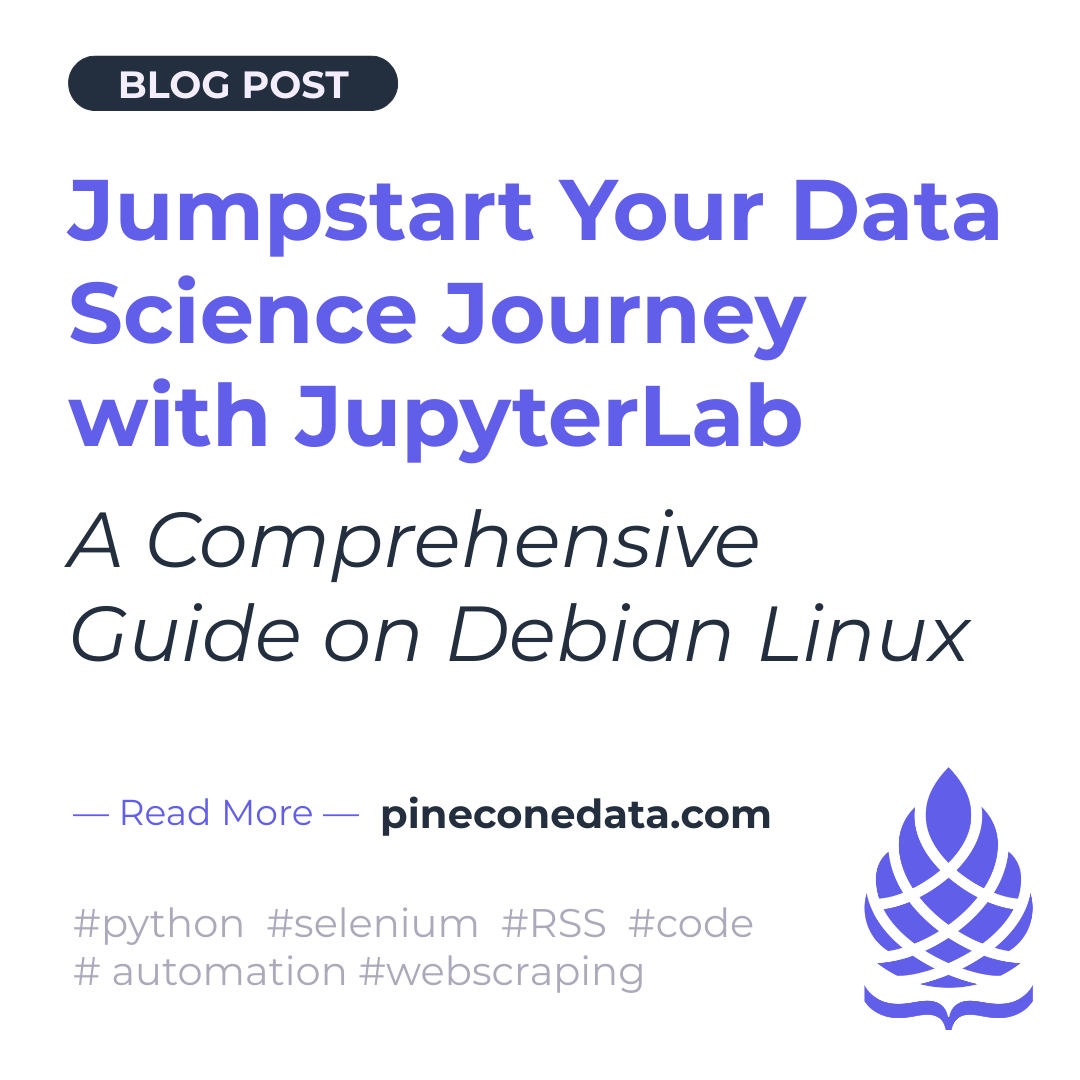 BLOG POST
Jumpstart Your Data
Science Journey
with JupyterLab
A Comprehensive
Guide on Debian Linux
— Read More — pineconedata.com
#python #selenium #RSS #code
# automation #webscraping